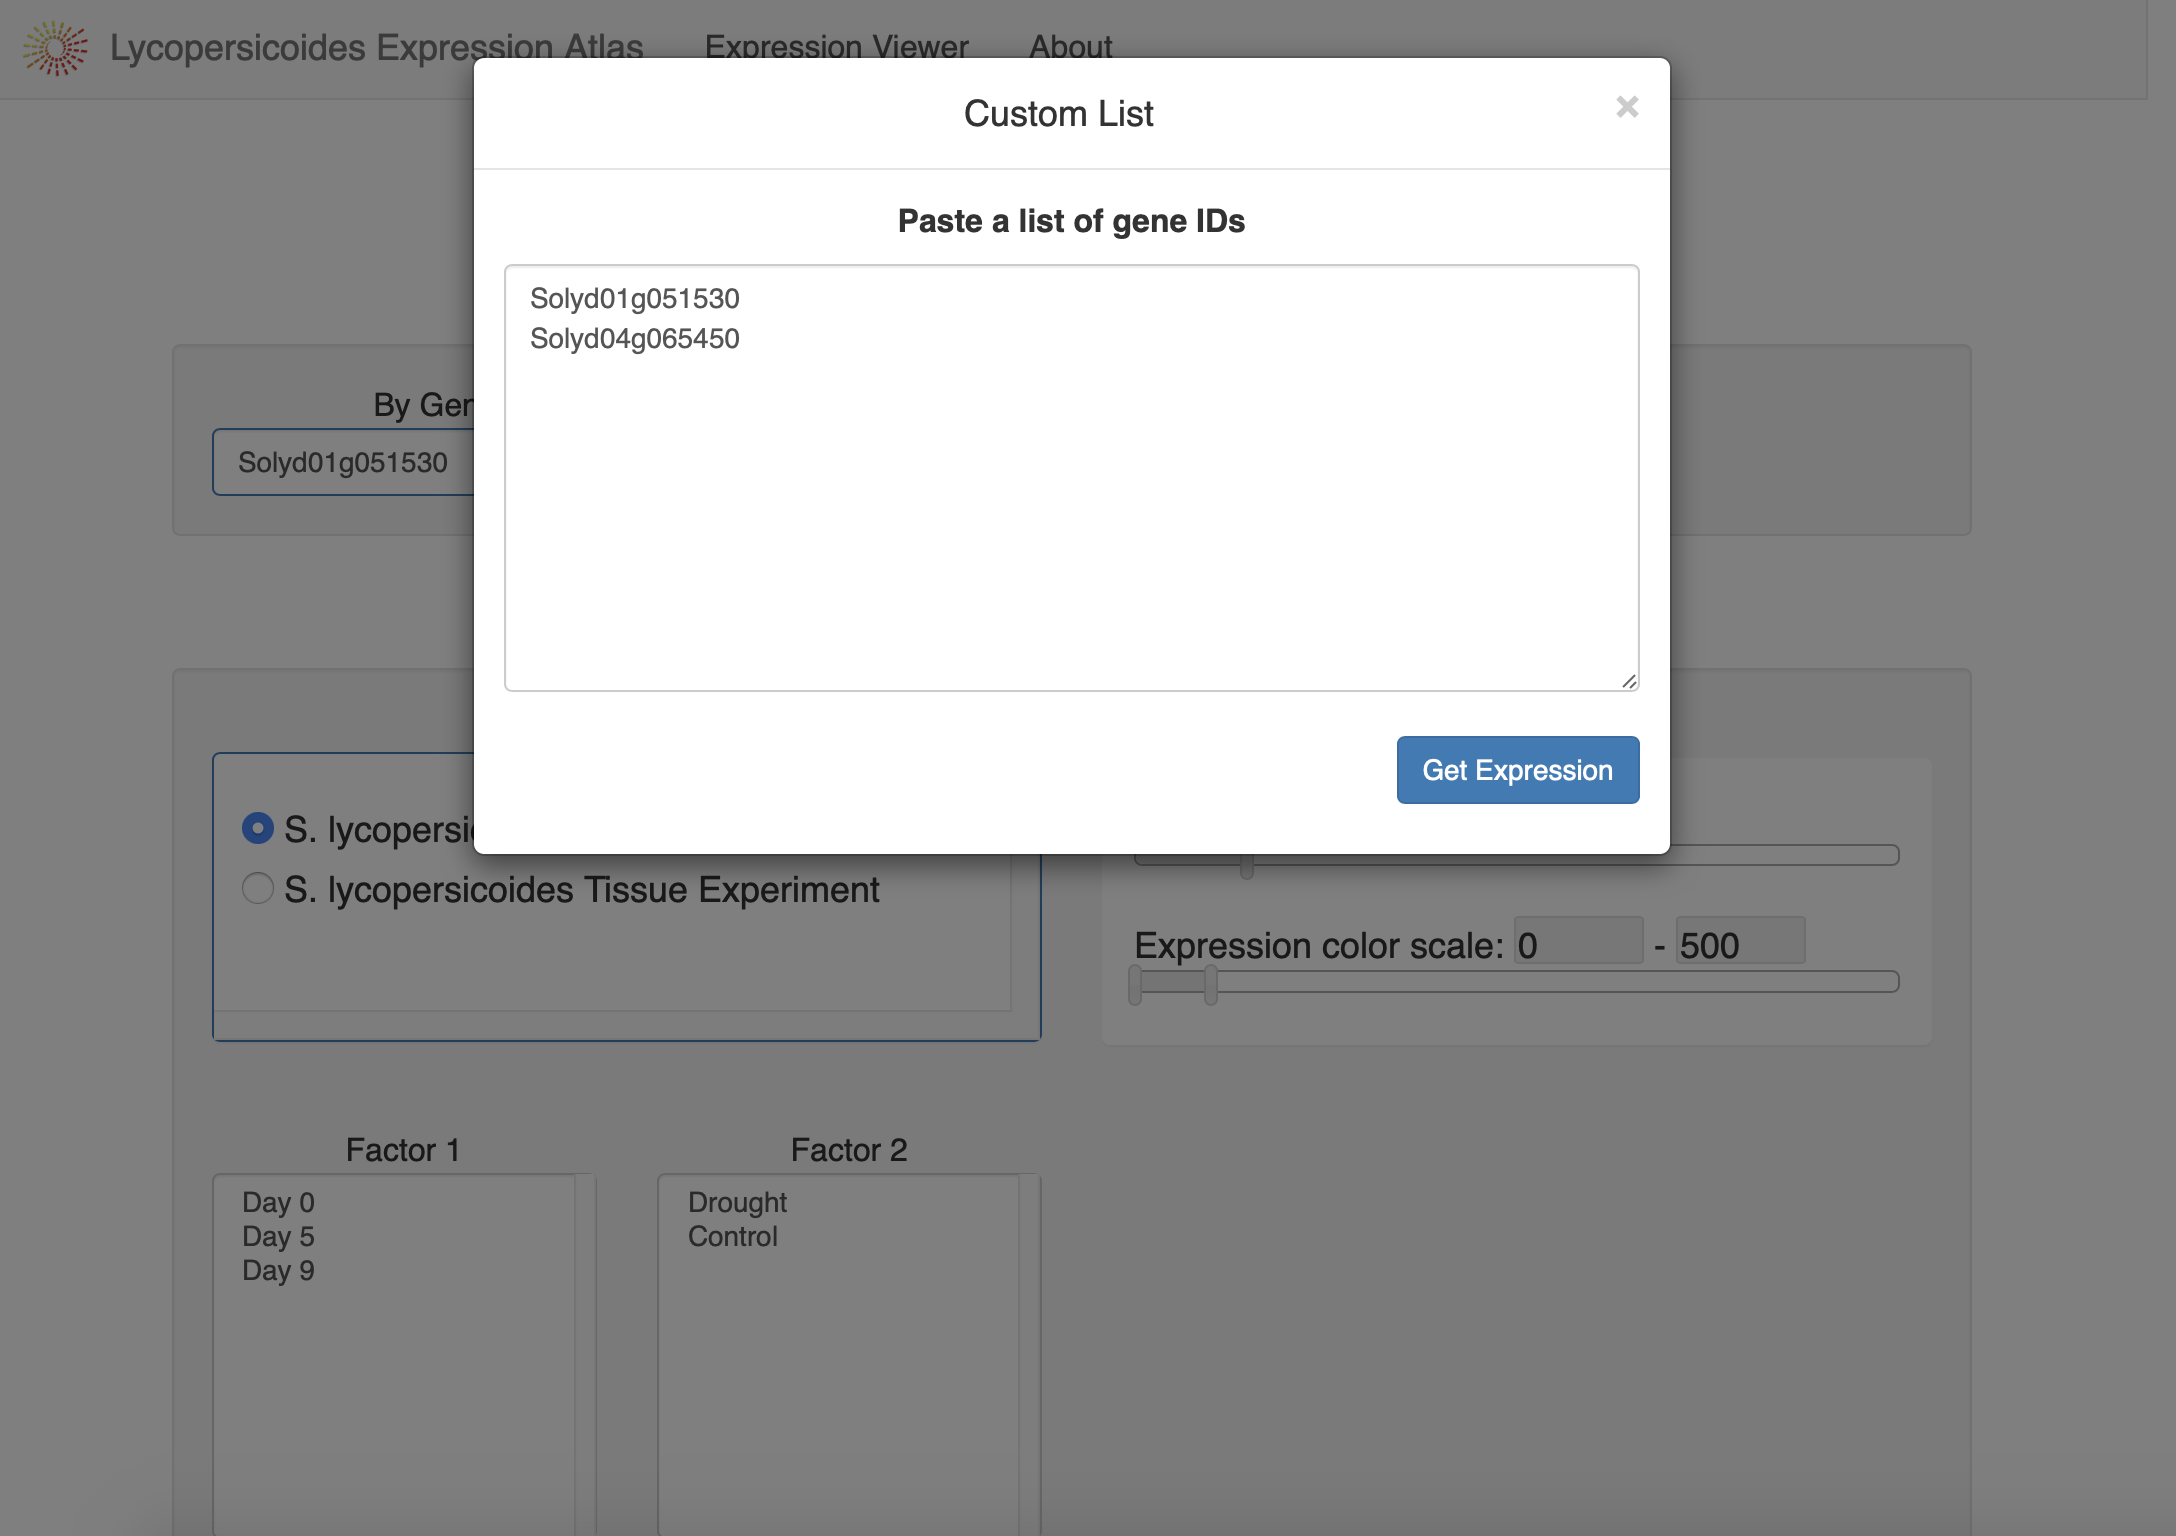 Lycopersicoides Expression Atlas
Expression Viewer
About
Custom List
×
Paste a list of gene IDs
Solyd01g051530
Solyd04g065450
Get Expression
By Gen
Solyd01g051530
S. lycopersic
S. lycopersicoides Tissue Experiment
Expression color scale: 0 - 500
Factor 1
Day 0
Day 5
Day 9
Factor 2
Drought
Control